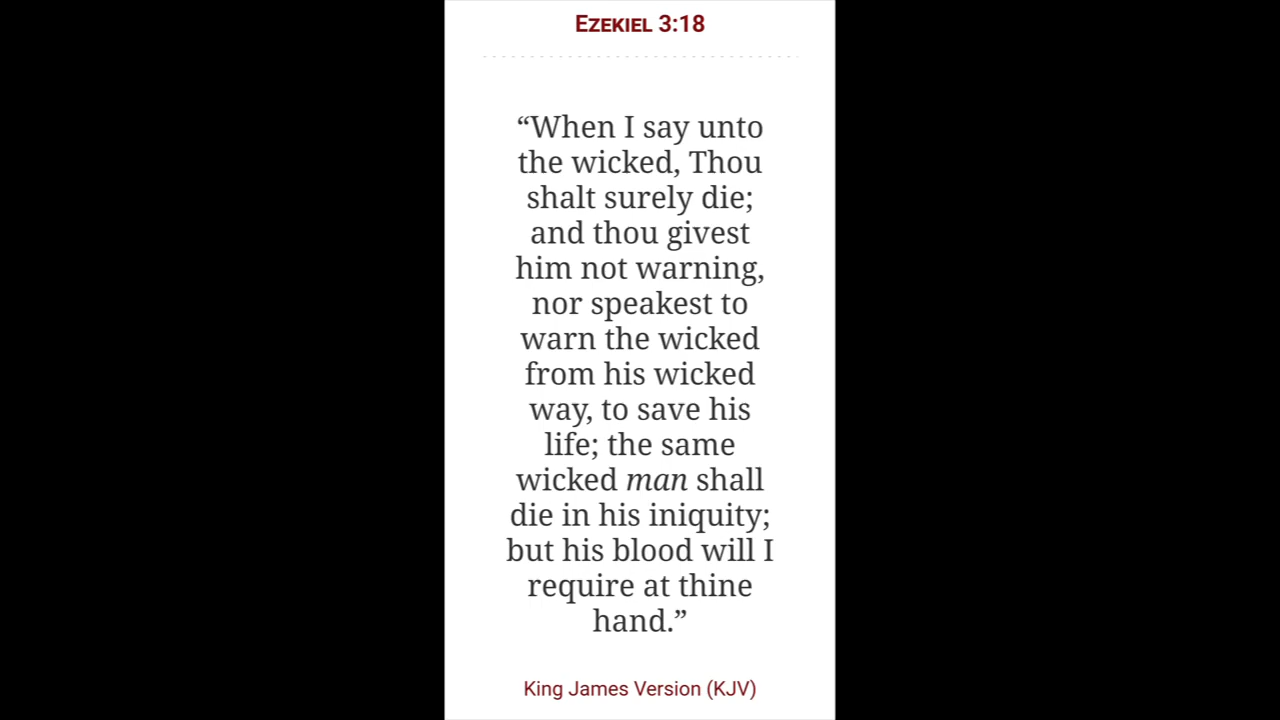 Ezekiel 3:18
“When I say unto
the wicked, Thou
shalt surely die;
and thou givest
him not warning,
nor speakest to
warn the wicked
from his wicked
way, to save his
life; the same
wicked man shall
die in his iniquity;
but his blood will I
require at thine
hand.”
King James Version (KJV)